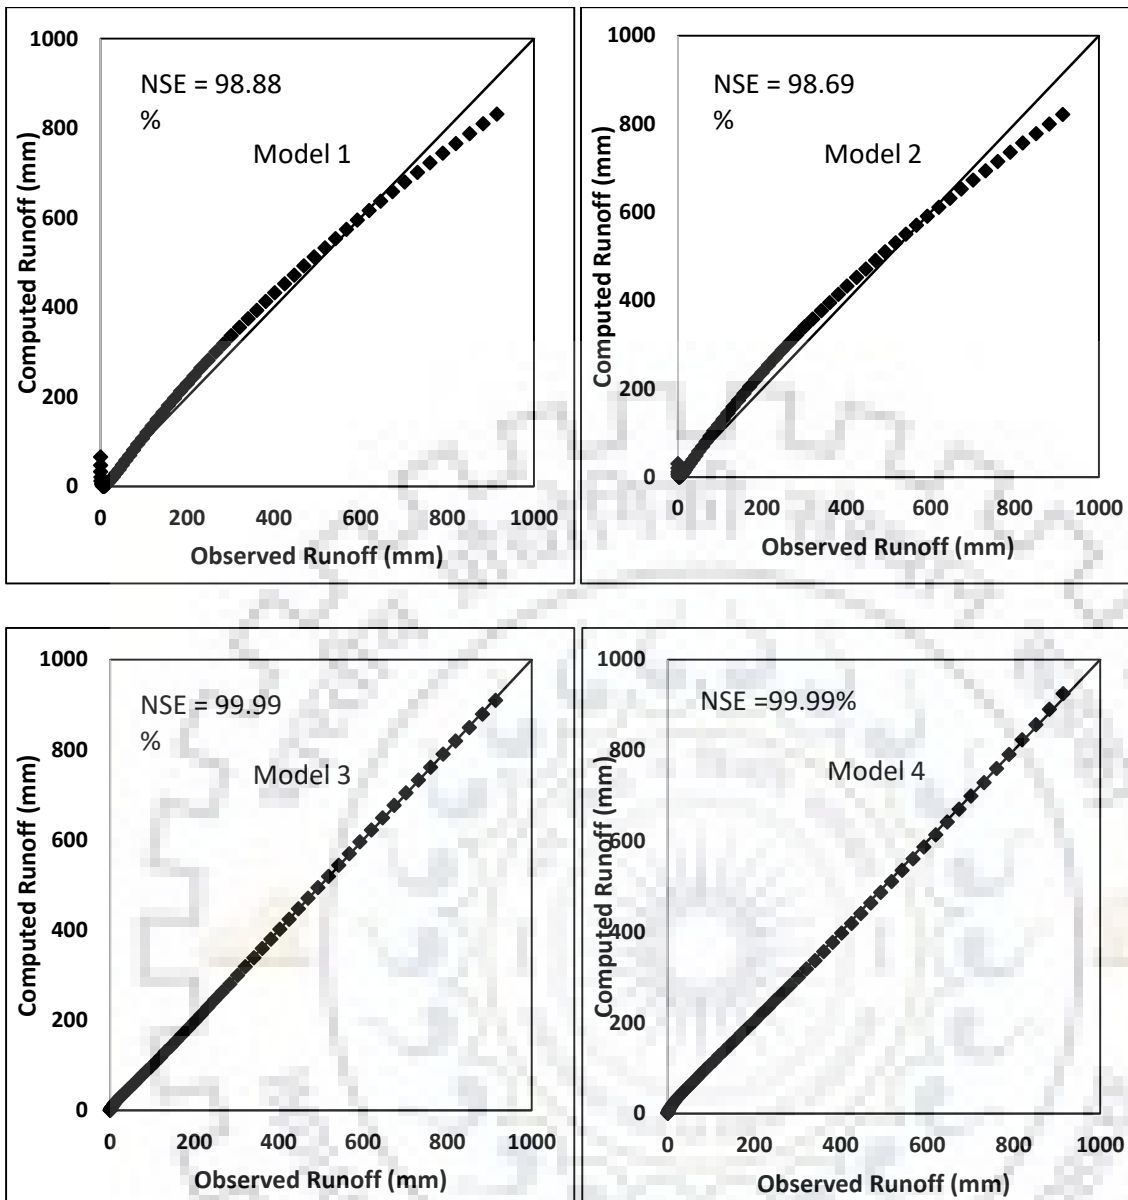 1000
800
600
400
200
0
Computed Runoff (mm)
NSE = 98.88
%
Model 1
0 200 400 600 800 1000
Observed Runoff (mm)
1000
800
600
400
200
0
Computed Runoff (mm)
NSE = 98.69
%
Model 2
0 200 400 600 800 1000
Observed Runoff (mm)
1000
800
600
400
200
0
Computed Runoff (mm)
NSE = 99.99
%
Model 3
0 200 400 600 800 1000
Observed Runoff (mm)
1000
800
600
400
200
0
Computed Runoff (mm)
NSE =99.99%
Model 4
0 200 400 600 800 1000
Observed Runoff (mm)